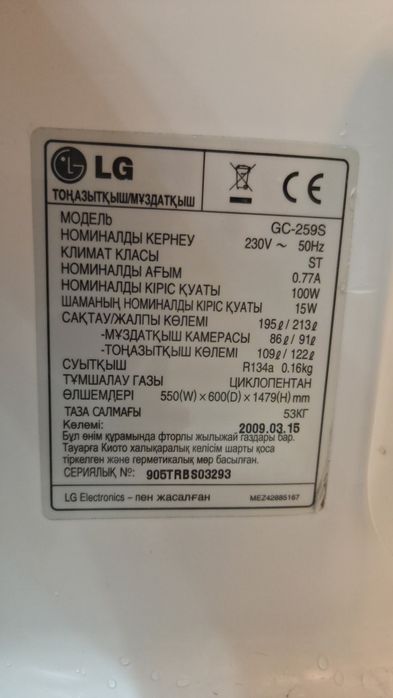 LG
ТОҢАЗЫТҚЫШ/МҰЗДАТҚЫШ
CE
МОДЕЛЬ GC-259S
НОМИНАЛДЫ КЕРНЕУ 230V ~ 50Hz
КЛИМАТ КЛАСЫ ST
НОМИНАЛДЫ АҒЫМ 0.77A
НОМИНАЛДЫ КІРІС ҚУАТЫ 100W
ШАМАНЫҢ НОМИНАЛДЫ КІРІС ҚУАТЫ 15W
САҚТАУ/ЖАЛПЫ КӨЛЕМІ 195ℓ / 213ℓ
-МҰЗДАТҚЫШ КАМЕРАСЫ 86ℓ / 91ℓ
-ТОҢАЗЫТҚЫШ КӨЛЕМІ 109ℓ / 122ℓ
СУЫТҚЫШ R134a 0.16kg
ТҰМШАЛАУ ГАЗЫ ЦИКЛОПЕНТАН
ӨЛШЕМДЕРІ 550(W)×600(D)×1479(H) mm
ТАЗА САЛМАҒЫ 53КГ
Көлемі: 2009.03.15
Бұл өнім құрамында фторлы жылыжай газдары бар.
Тауарға Киото халықаралық келісім шарты қоса
тіркелген және герметикалық мөр басылған.
СЕРИЯЛЫҚ №: 905TRBS03293
LG Electronics – пен жасалған MEZ42885167